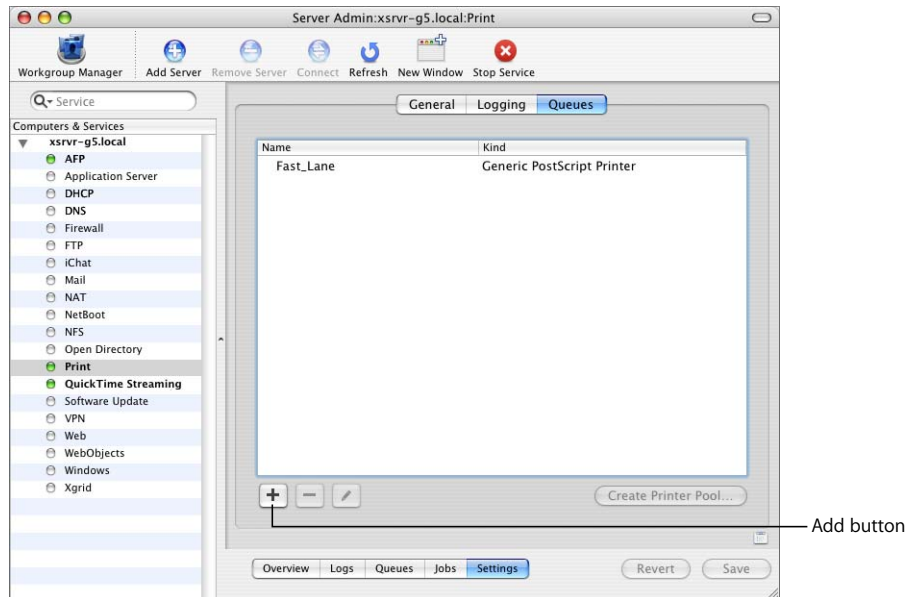 Server Admin:xsrvr-g5.local:Print
Workgroup Manager Add Server Remove Server Connect Refresh New Window Stop Service
Service
General Logging Queues
Computers & Services
xsrvr-g5.local
AFP
Application Server
DHCP
DNS
Firewall
FTP
iChat
Mail
NAT
NetBoot
NFS
Open Directory
Print
QuickTime Streaming
Software Update
VPN
Web
WebObjects
Windows
Xgrid
Name Kind
Fast_Lane Generic PostScript Printer
Create Printer Pool...
Add button
Overview Logs Queues Jobs Settings
Revert Save